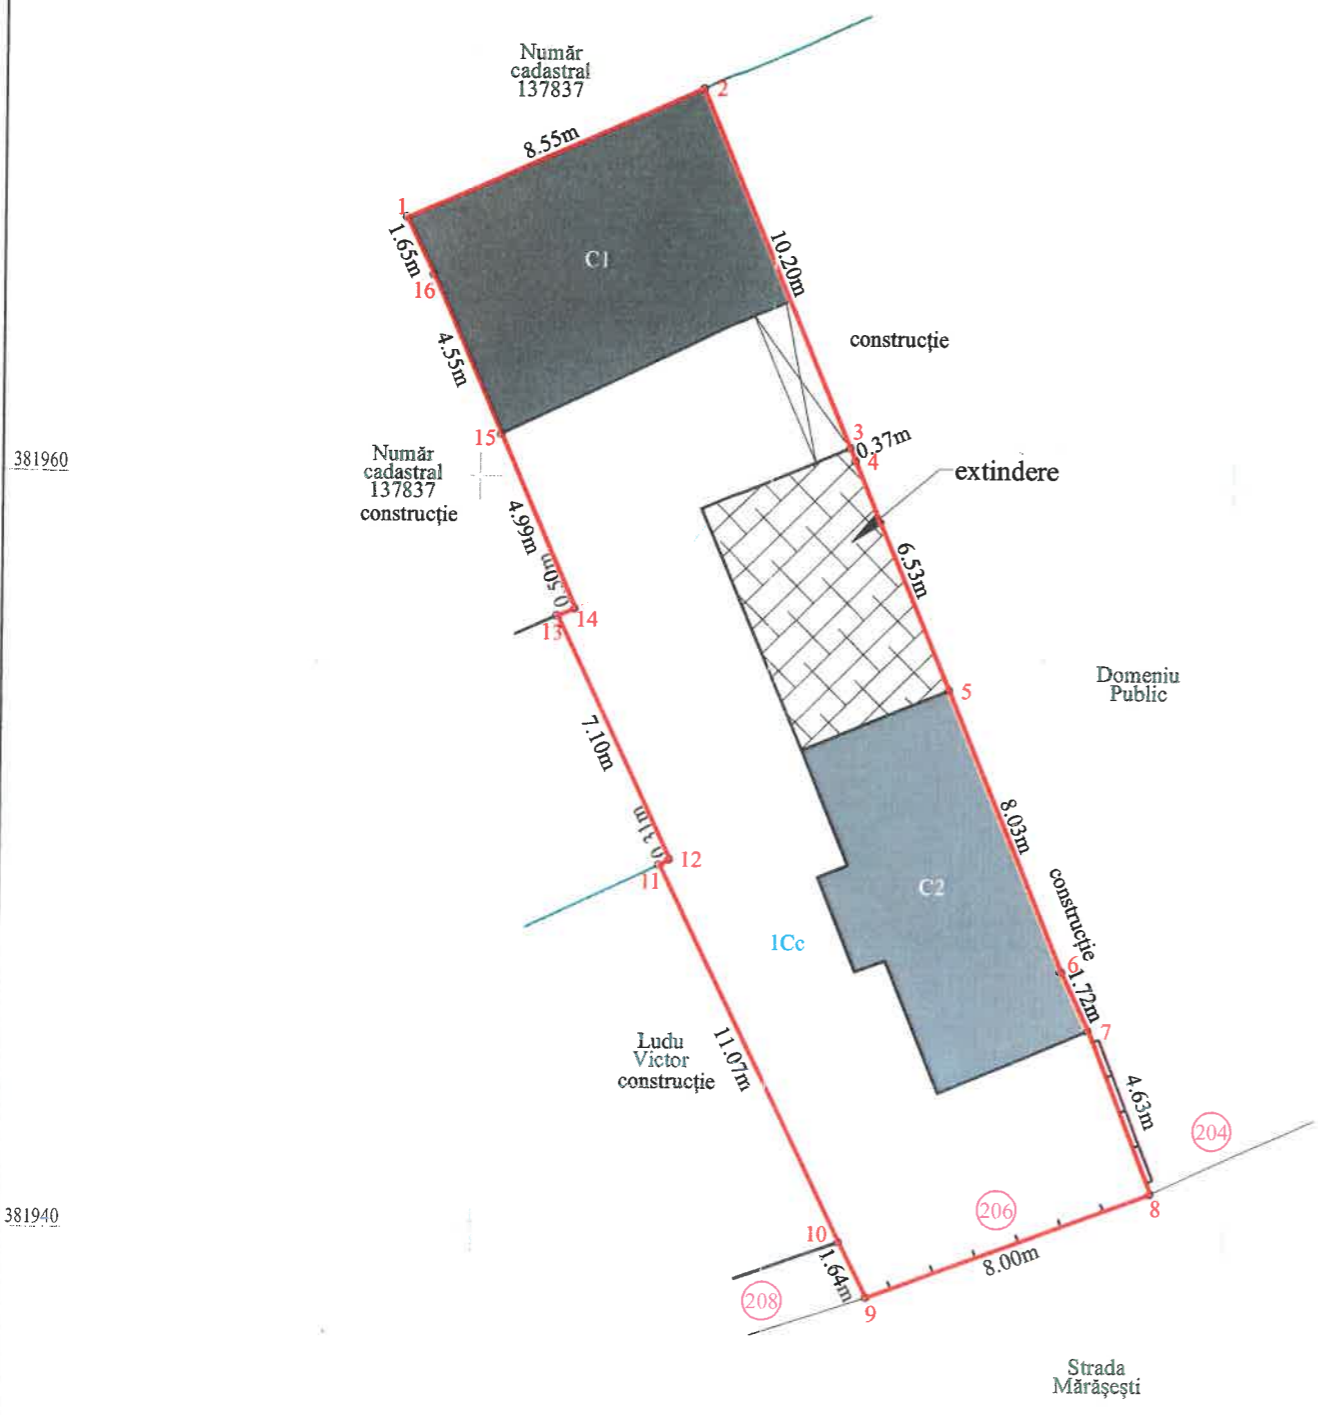 Număr
cadastral
137837
2
8.55m
1
1.65m
16
C1
10.20m
construcție
4.55m
15
3
0.37m
4
381960
Număr
cadastral
137837
construcție
extindere
4.99m
0.50m
14
13
6.53m
Domeniu
Public
5
7.10m
0.31m
12
11
8.03m
C2
construcție
1Cc
6
1.72m
7
Ludu
Victor
construcție
11.07m
4.63m
204
381940
206
8
10
1.64m
8.00m
208
9
Strada
Mărășești